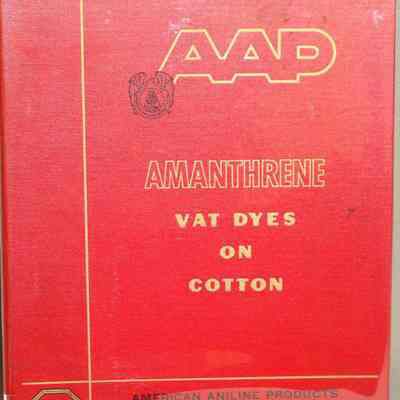 AAP
AMANTHRENE
VAT DYES
ON
COTTON
AMERICAN ANILINE PRODUCTS